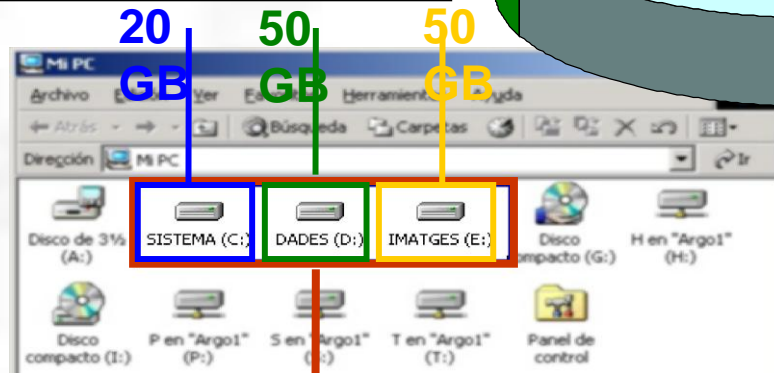 20 50 50
GB GB GB
Mi PC
Archivo Ver Herramient
Atrás Búsqueda Carpetas
Dirección Mi PC Ir
Disco de 3½ (A:)
SISTEMA (C:)
DADES (D:)
IMATGES (E:)
Disco
compacto (G:)
H en "Argo1"
(H:)
Disco
compacto (I:)
P en "Argo1"
(P:)
S en "Argo1"
(S:)
T en "Argo1"
(T:)
Panel de
control